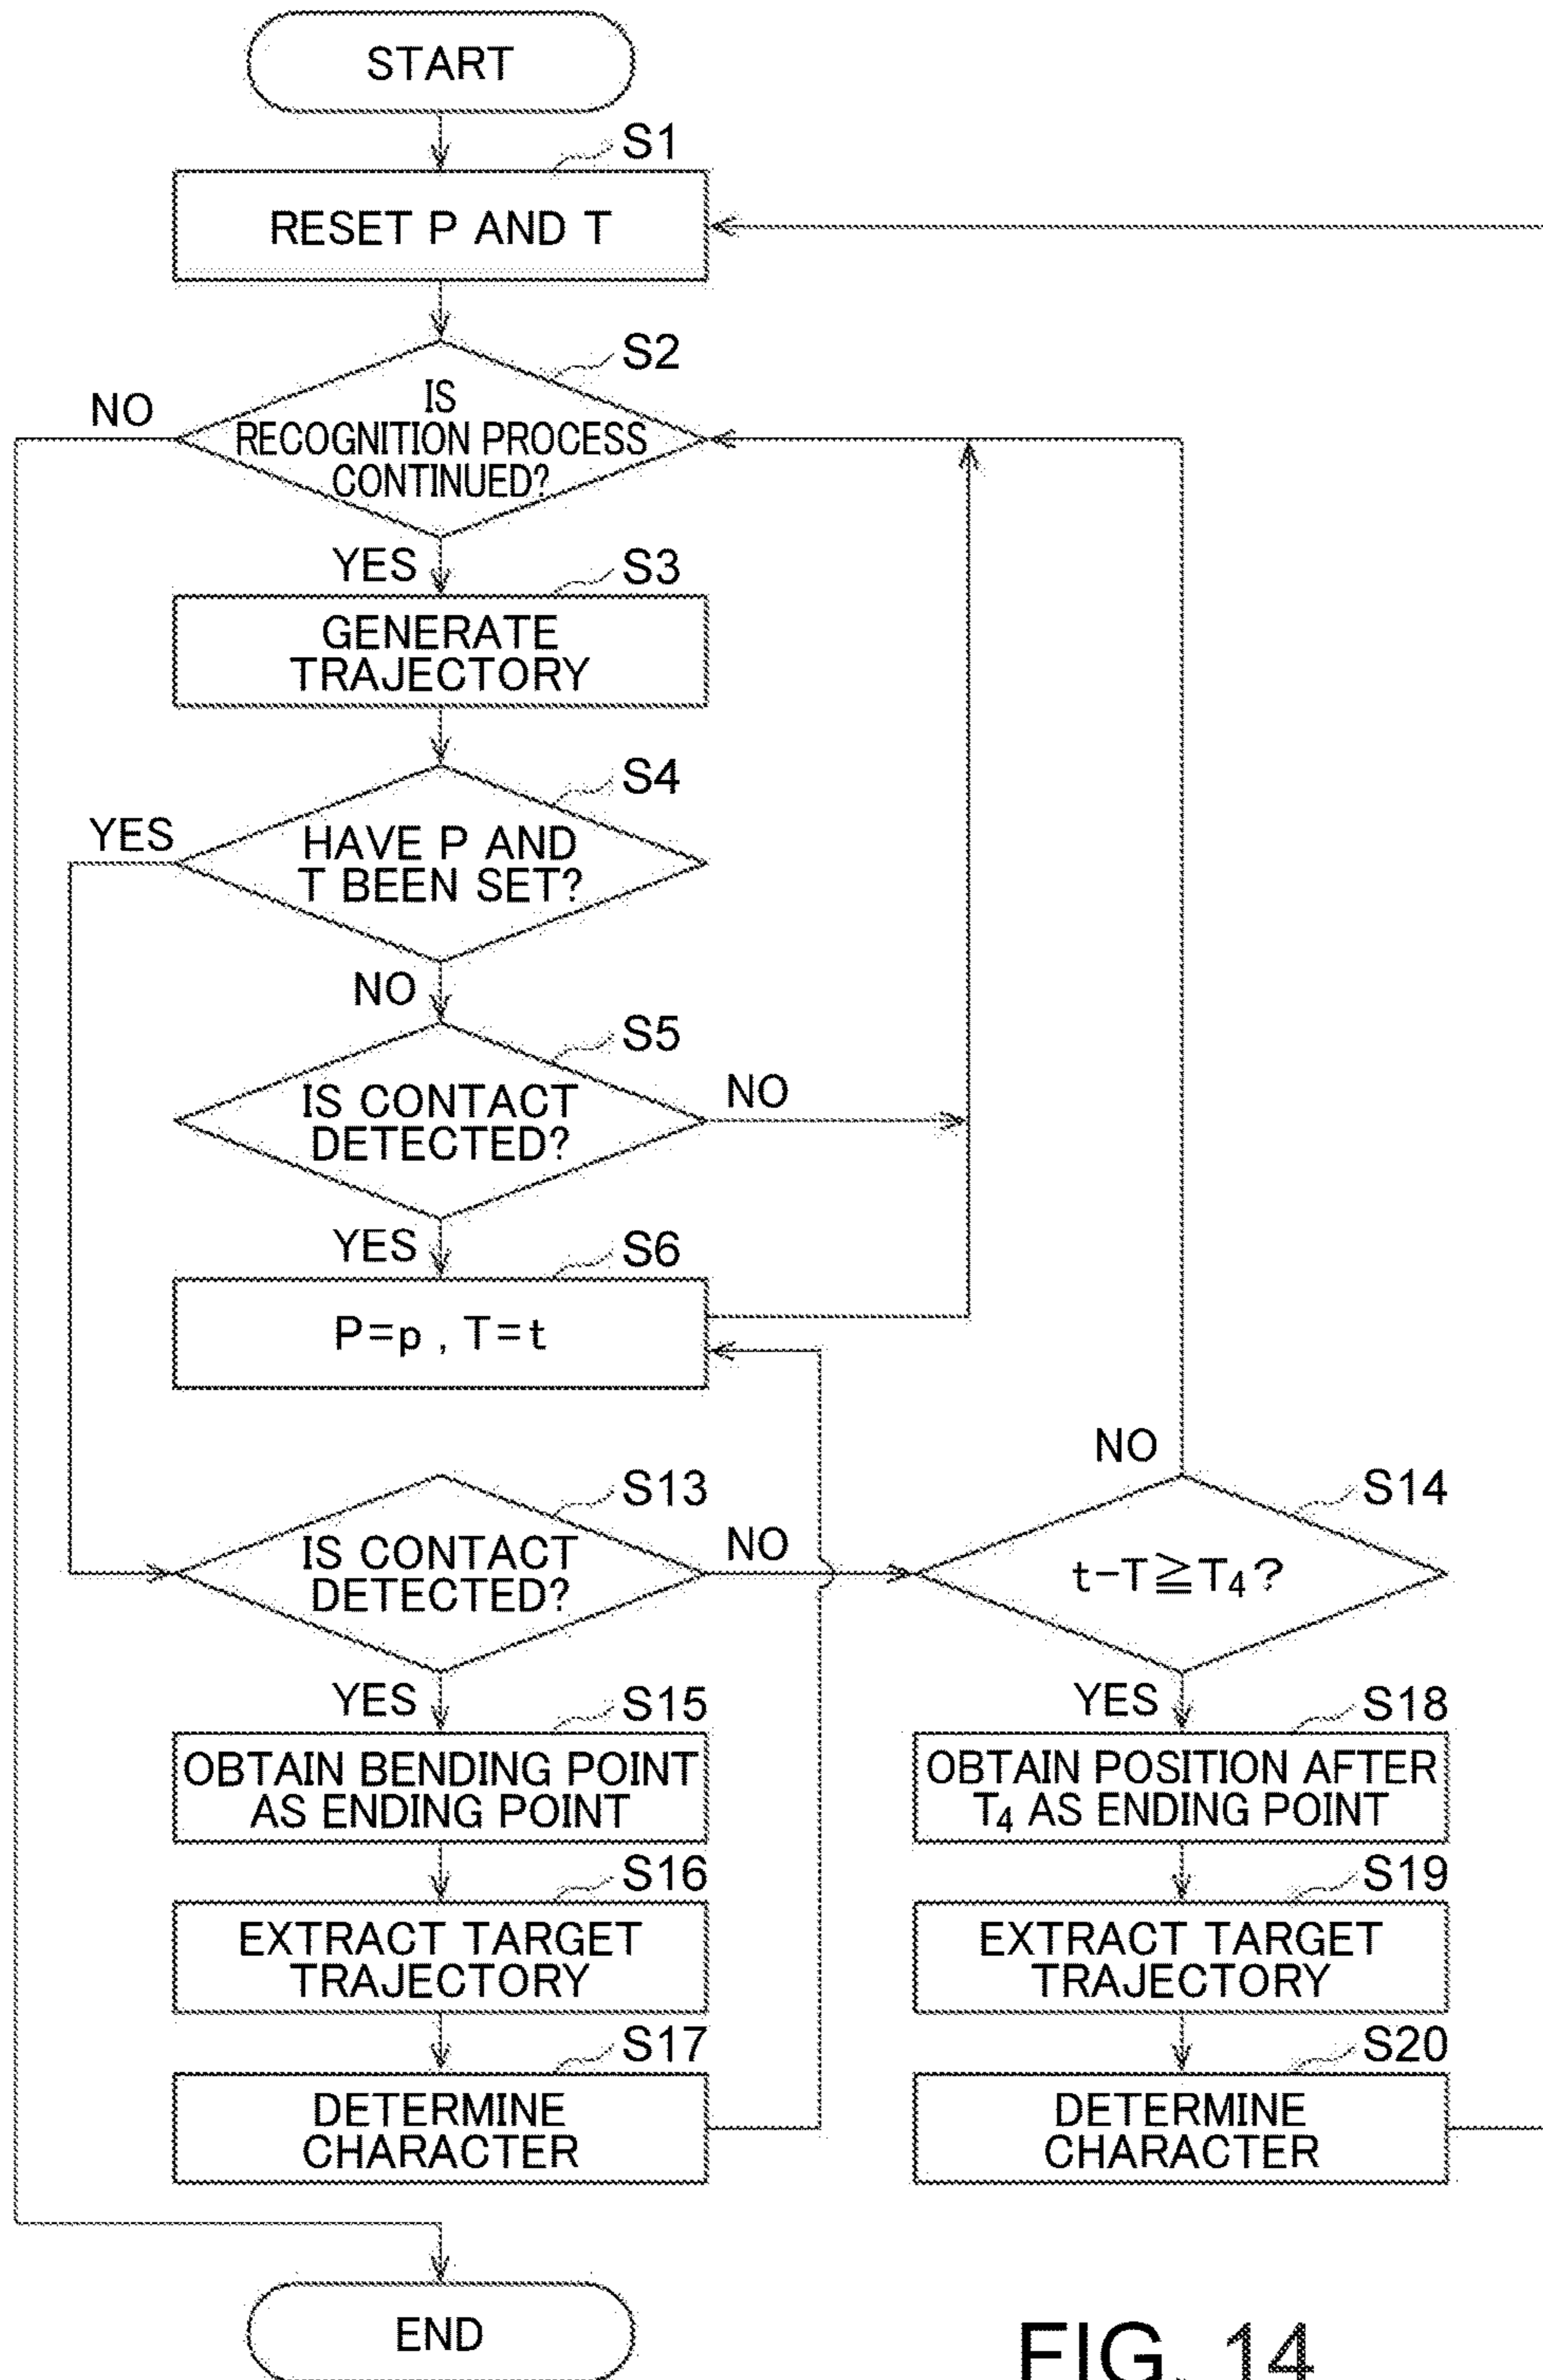 START
S1
RESET P AND T
S2
NO
IS
RECOGNITION PROCESS
CONTINUED?
YES
S3
GENERATE
TRAJECTORY
S4
YES
HAVE P AND
T BEEN SET?
NO
S5
IS CONTACT
DETECTED?
NO
YES
S6
P=p , T=t
S13
IS CONTACT
DETECTED?
NO
NO
S14
t-T≧T₄?
YES
S15
OBTAIN BENDING POINT
AS ENDING POINT
YES
S18
OBTAIN POSITION AFTER
T₄ AS ENDING POINT
S16
EXTRACT TARGET
TRAJECTORY
S19
EXTRACT TARGET
TRAJECTORY
S17
DETERMINE
CHARACTER
S20
DETERMINE
CHARACTER
END
FIG. 14